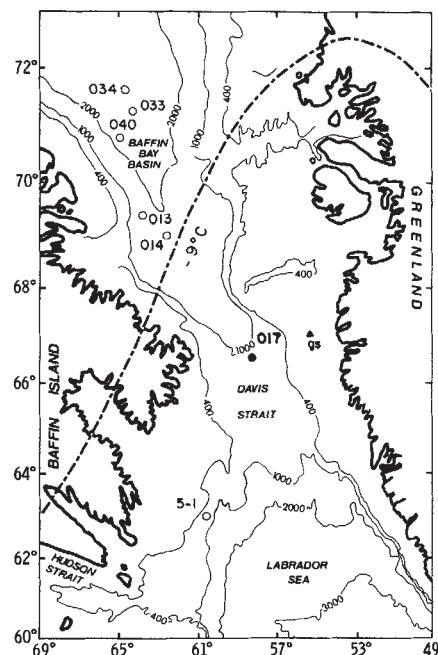 72°
034
033
2000
1000
400
040
2000
1000
400
BAFFIN
BAY
BASIN
70°
013
014
-9°C
GREENLAND
400
68°
017
1000
gs
66°
BAFFIN ISLAND
400
DAVIS
STRAIT
400
64°
1000
2000
5-1
62°
HUDSON
STRAIT
LABRADOR
SEA
400
3000
60°
69° 65° 61° 57° 53° 49°